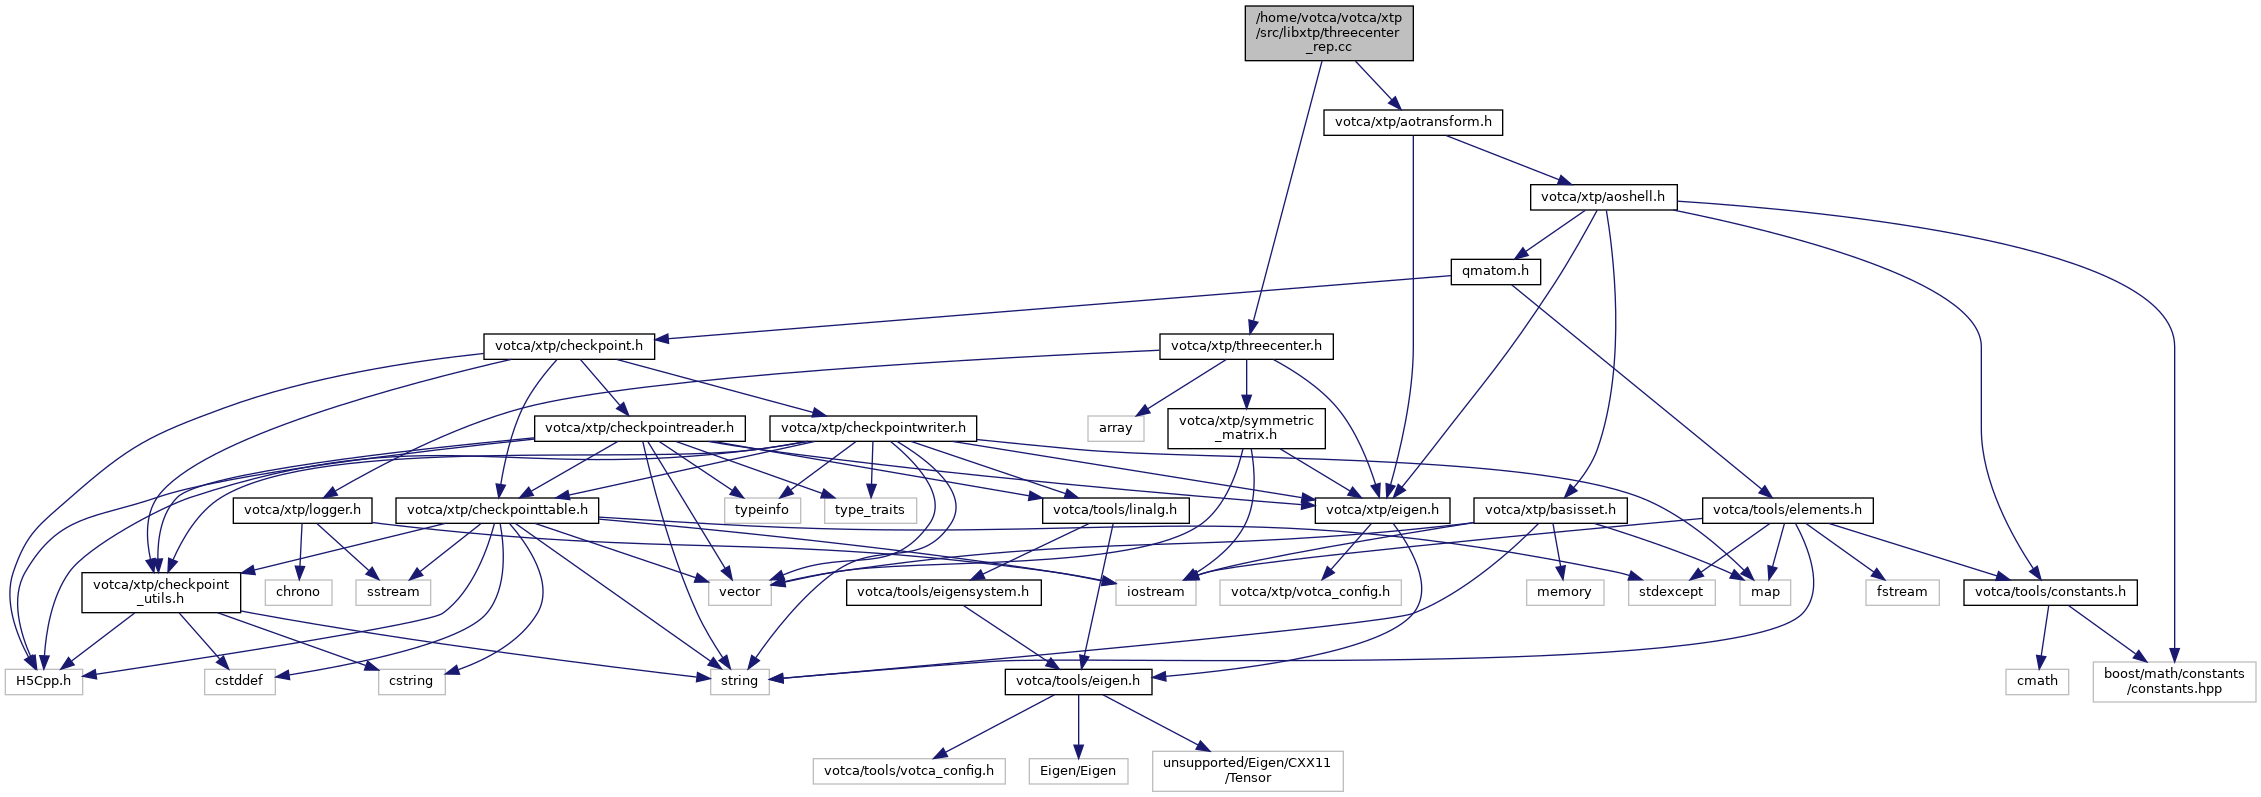 /home/votca/votca/xtp
/src/libxtp/threecenter
_rep.cc
votca/xtp/aotransform.h
votca/xtp/aoshell.h
qmatom.h
votca/xtp/checkpoint.h
votca/xtp/threecenter.h
votca/xtp/checkpointreader.h
votca/xtp/checkpointwriter.h
array
votca/xtp/symmetric
_matrix.h
votca/xtp/logger.h
votca/xtp/checkpointtable.h
typeinfo
type_traits
votca/tools/linalg.h
votca/xtp/eigen.h
votca/xtp/basisset.h
votca/tools/elements.h
votca/xtp/checkpoint
_utils.h
chrono
sstream
vector
votca/tools/eigensystem.h
iostream
votca/xtp/votca_config.h
memory
stdexcept
map
fstream
votca/tools/constants.h
H5Cpp.h
cstddef
cstring
string
votca/tools/eigen.h
cmath
boost/math/constants
/constants.hpp
votca/tools/votca_config.h
Eigen/Eigen
unsupported/Eigen/CXX11
/Tensor